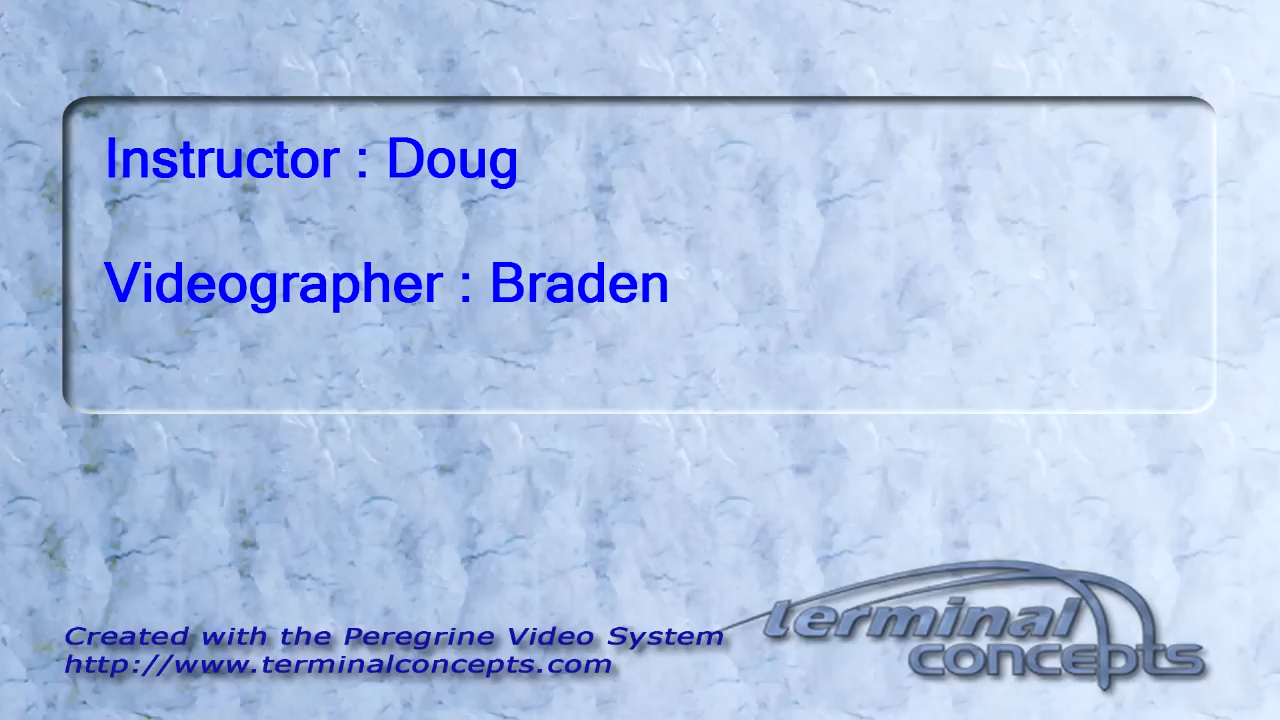 Instructor : Doug
Videographer : Braden
Created with the Peregrine Video System
http://www.terminalconcepts.com
terminal
concepts